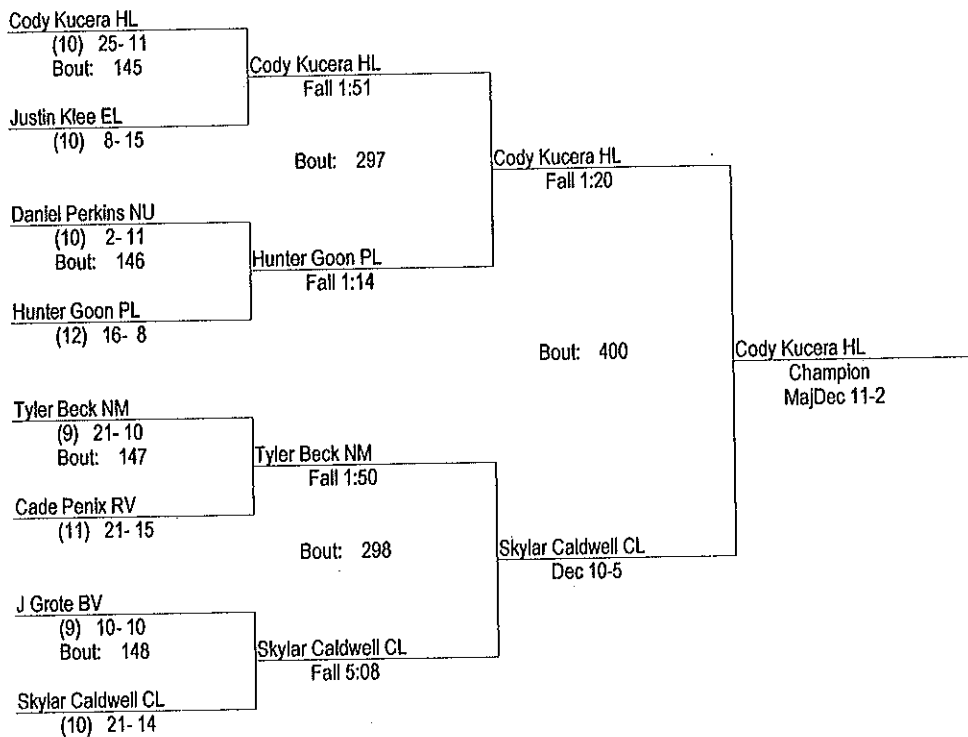 Cody Kucera HL
(10) 25- 11
Bout: 145
Cody Kucera HL
Fall 1:51
Justin Klee EL
(10) 8- 15
Bout: 297
Cody Kucera HL
Fall 1:20
Daniel Perkins NU
(10) 2- 11
Bout: 146
Hunter Goon PL
Fall 1:14
Hunter Goon PL
(12) 16- 8
Bout: 400
Cody Kucera HL
Champion
MajDec 11-2
Tyler Beck NM
(9) 21- 10
Bout: 147
Tyler Beck NM
Fall 1:50
Cade Penix RV
(11) 21- 15
Bout: 298
Skylar Caldwell CL
Dec 10-5
J Grote BV
(9) 10- 10
Bout: 148
Skylar Caldwell CL
Fall 5:08
Skylar Caldwell CL
(10) 21- 14